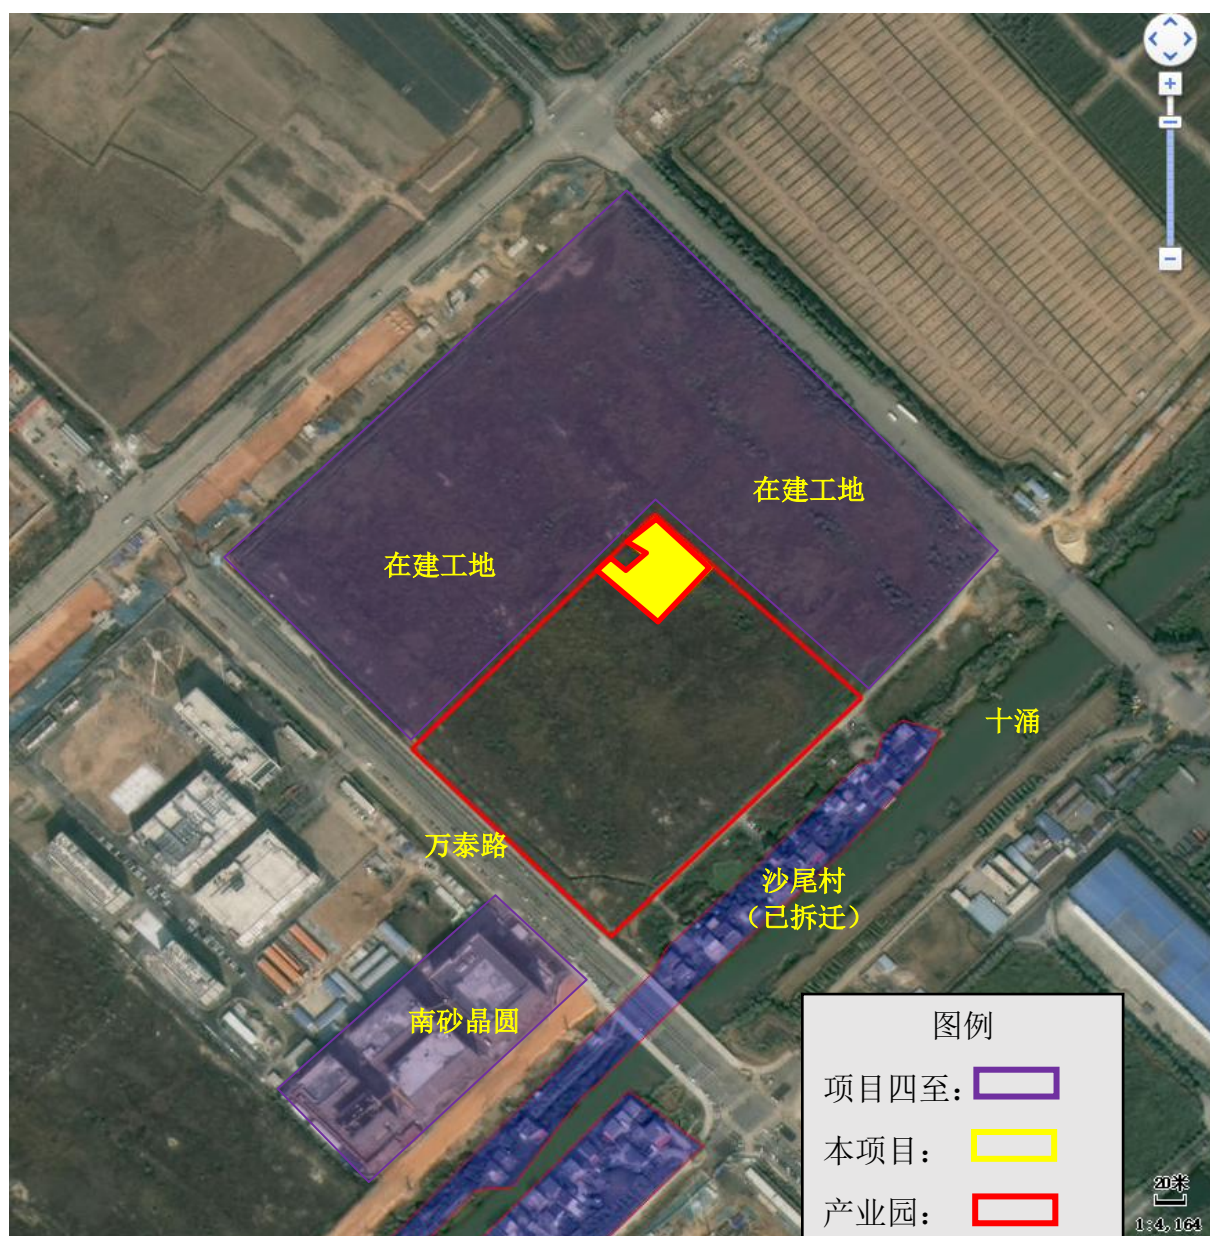 在建工地
在建工地
十涌
万泰路
沙尾村
（已拆迁）
南砂晶圆
图例
项目四至：
本项目：
产业园：
20米
1:4,164